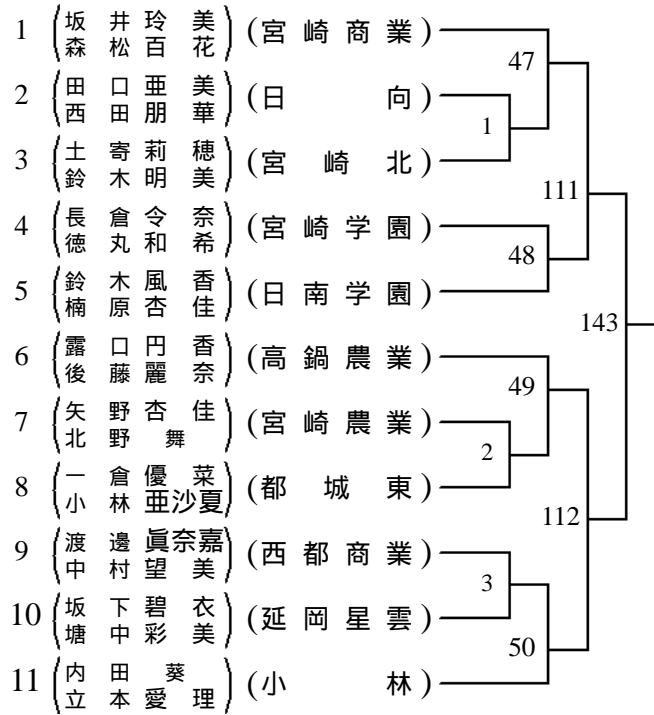 1 坂井玲美 (宮崎商業)
森松百花
47
2 田口亜美 (日向)
西田朋華
1
3 土寄莉穂 (宮崎北)
鈴木明美
111
4 長倉令奈 (宮崎学園)
徳丸和希
48
5 鈴木風香 (日南学園)
楠原杏佳
143
6 露口円香 (高鍋農業)
後藤麗奈
49
7 矢野杏佳 (宮崎農業)
北野舞
2
8 一倉優菜 (都城東)
小林亜沙夏
112
9 渡邊眞奈嘉 (西都商業)
中村望美
3
10 坂下碧衣 (延岡星雲)
塘中彩美
50
11 内田葵 (小林)
立本愛理